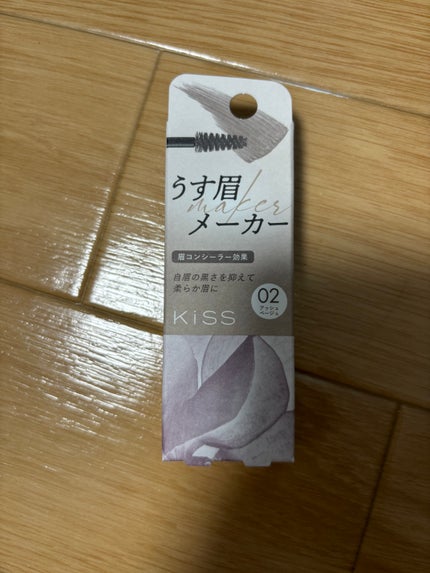 うす眉
maker
メーカー
眉コンシーラー効果
自眉の黒さを抑えて
柔らか眉に
02
アッシュ
ベージュ
KiSS